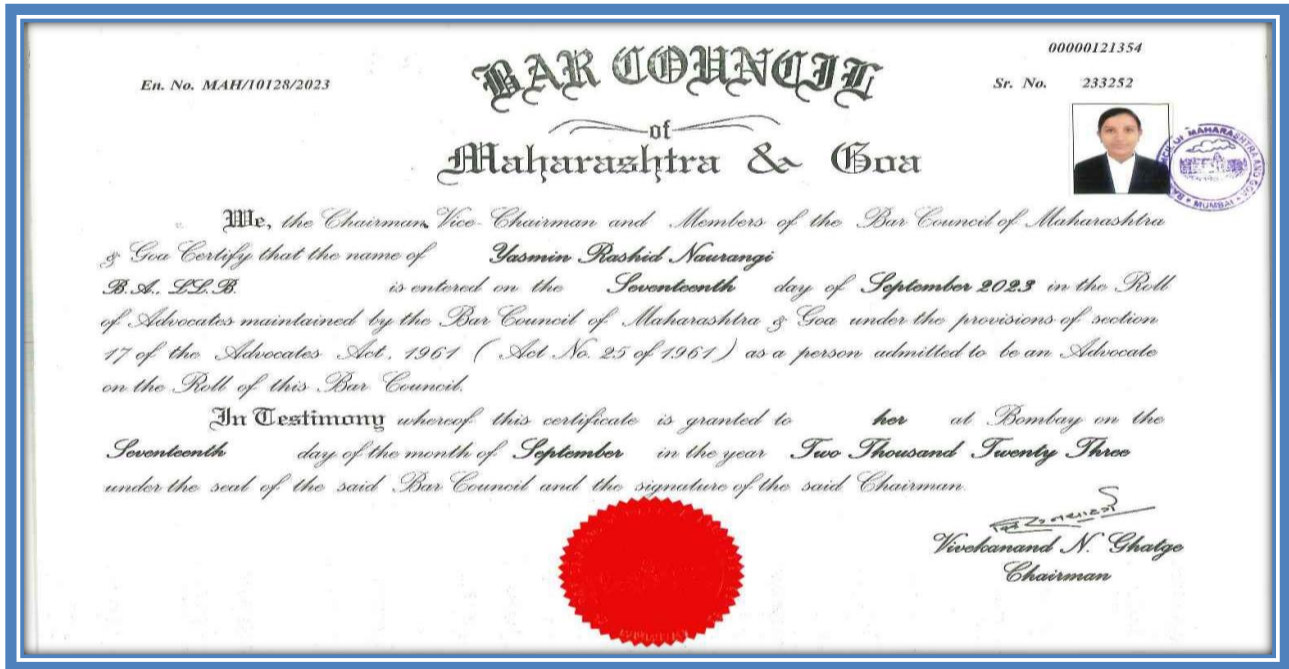 00000121354
En. No. MAH/10128/2023
BAR COUNCIL
Sr. No. 233252
of
Maharashtra & Goa
We, the Chairman, Vice-Chairman and Members of the Bar Council of Maharashtra
& Goa Certify that the name of Yasmin Rashid Naurangi
B.A., LL.B. is entered on the Seventeenth day of September 2023 in the Roll
of Advocates maintained by the Bar Council of Maharashtra & Goa under the provisions of section
17 of the Advocates Act, 1961 ( Act No. 25 of 1961 ) as a person admitted to be an Advocate
on the Roll of this Bar Council.
In Testimony whereof this certificate is granted to her at Bombay on the
Seventeenth day of the month of September in the year Two Thousand Twenty Three
under the seal of the said Bar Council and the signature of the said Chairman.
Vivekanand N. Ghatge
Chairman
OF MAHARASHTRA AND GOA
MUMBAI